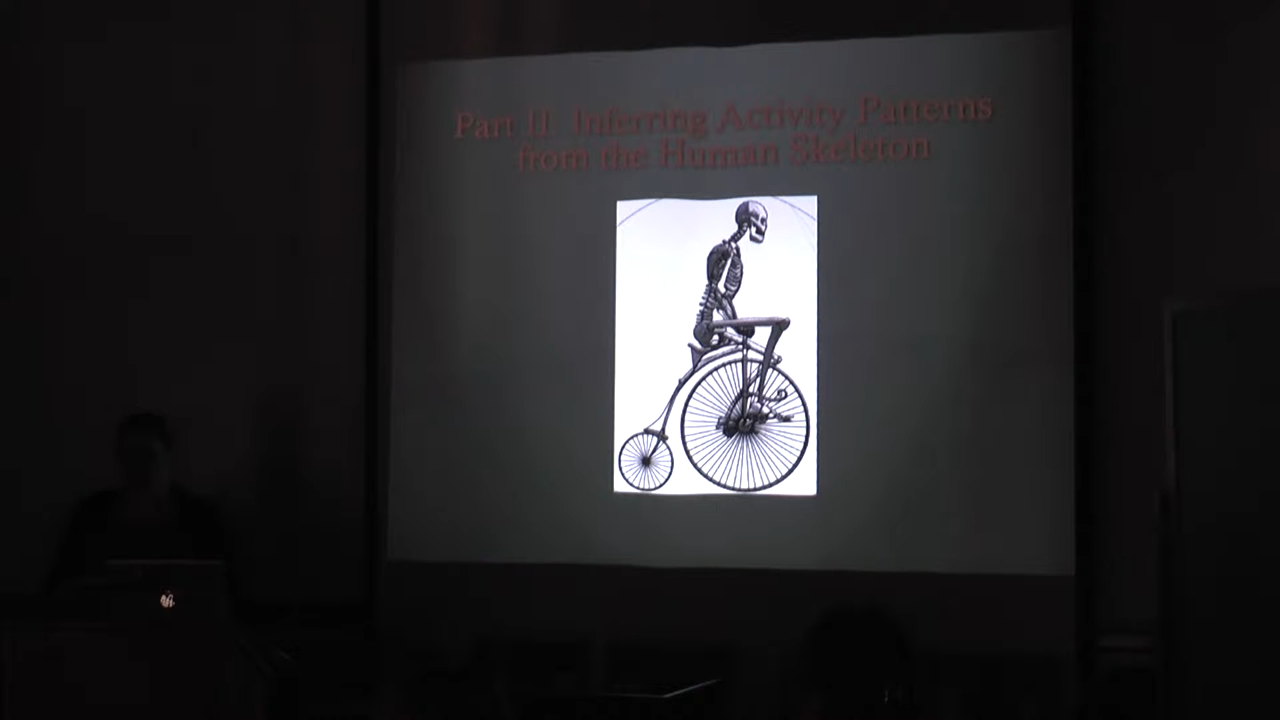 Part II Inferring Activity Patterns
from the Human Skeleton